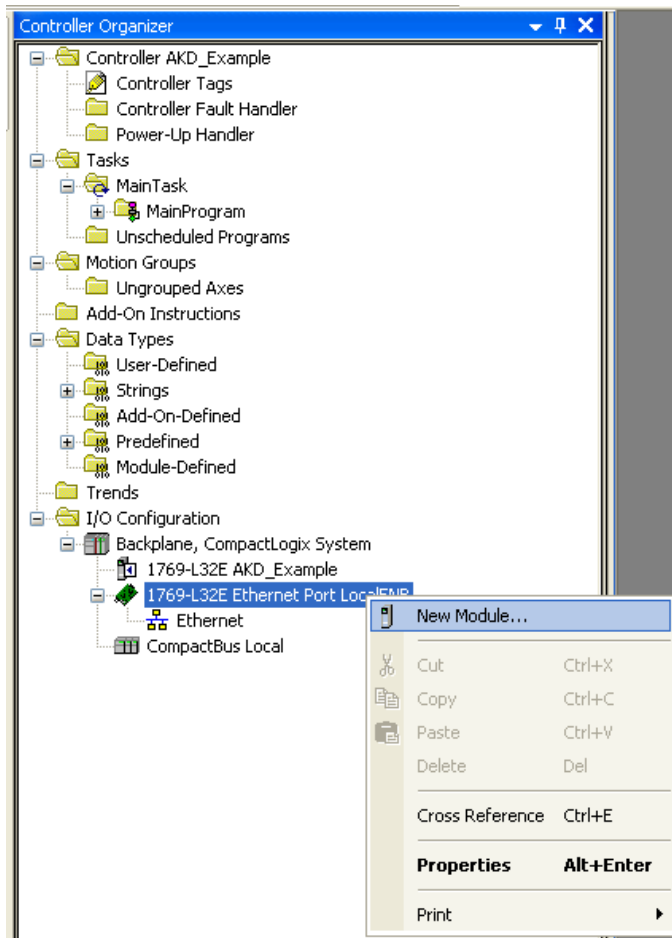 Controller Organizer
Controller AKD_Example
Controller Tags
Controller Fault Handler
Power-Up Handler
Tasks
MainTask
MainProgram
Unscheduled Programs
Motion Groups
Ungrouped Axes
Add-On Instructions
Data Types
User-Defined
Strings
Add-On-Defined
Predefined
Module-Defined
Trends
I/O Configuration
Backplane, CompactLogix System
1769-L32E AKD_Example
1769-L32E Ethernet Port LocalENB
Ethernet
CompactBus Local
New Module...
Cut Ctrl+X
Copy Ctrl+C
Paste Ctrl+V
Delete Del
Cross Reference Ctrl+E
Properties Alt+Enter
Print